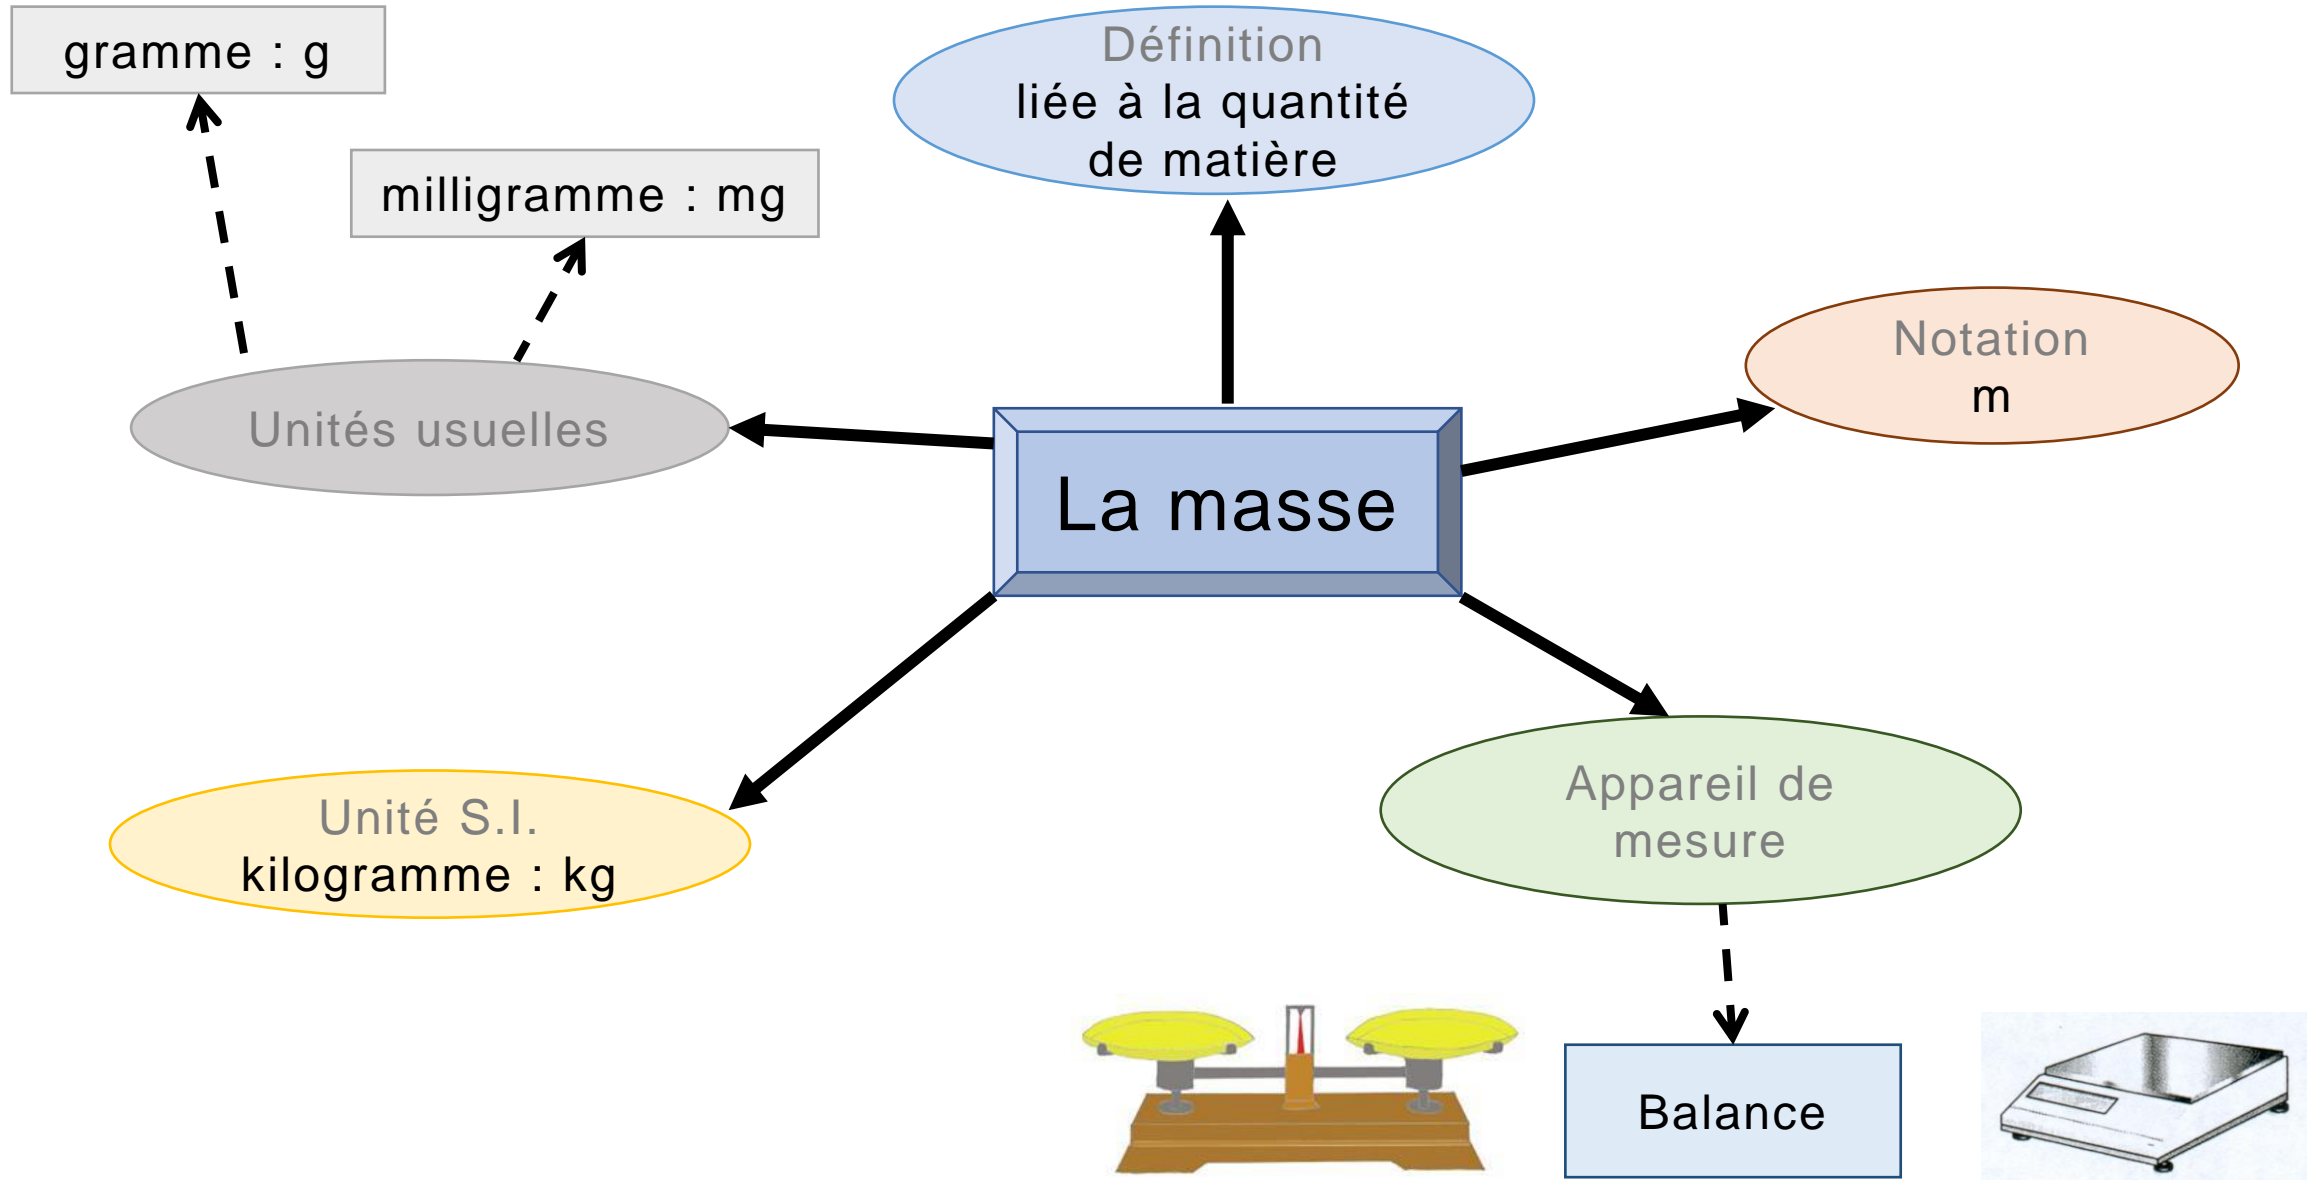 gramme : g
milligramme : mg
Définition
liée à la quantité
de matière
Notation
m
Unités usuelles
La masse
Unité S.I.
kilogramme : kg
Appareil de
mesure
Balance